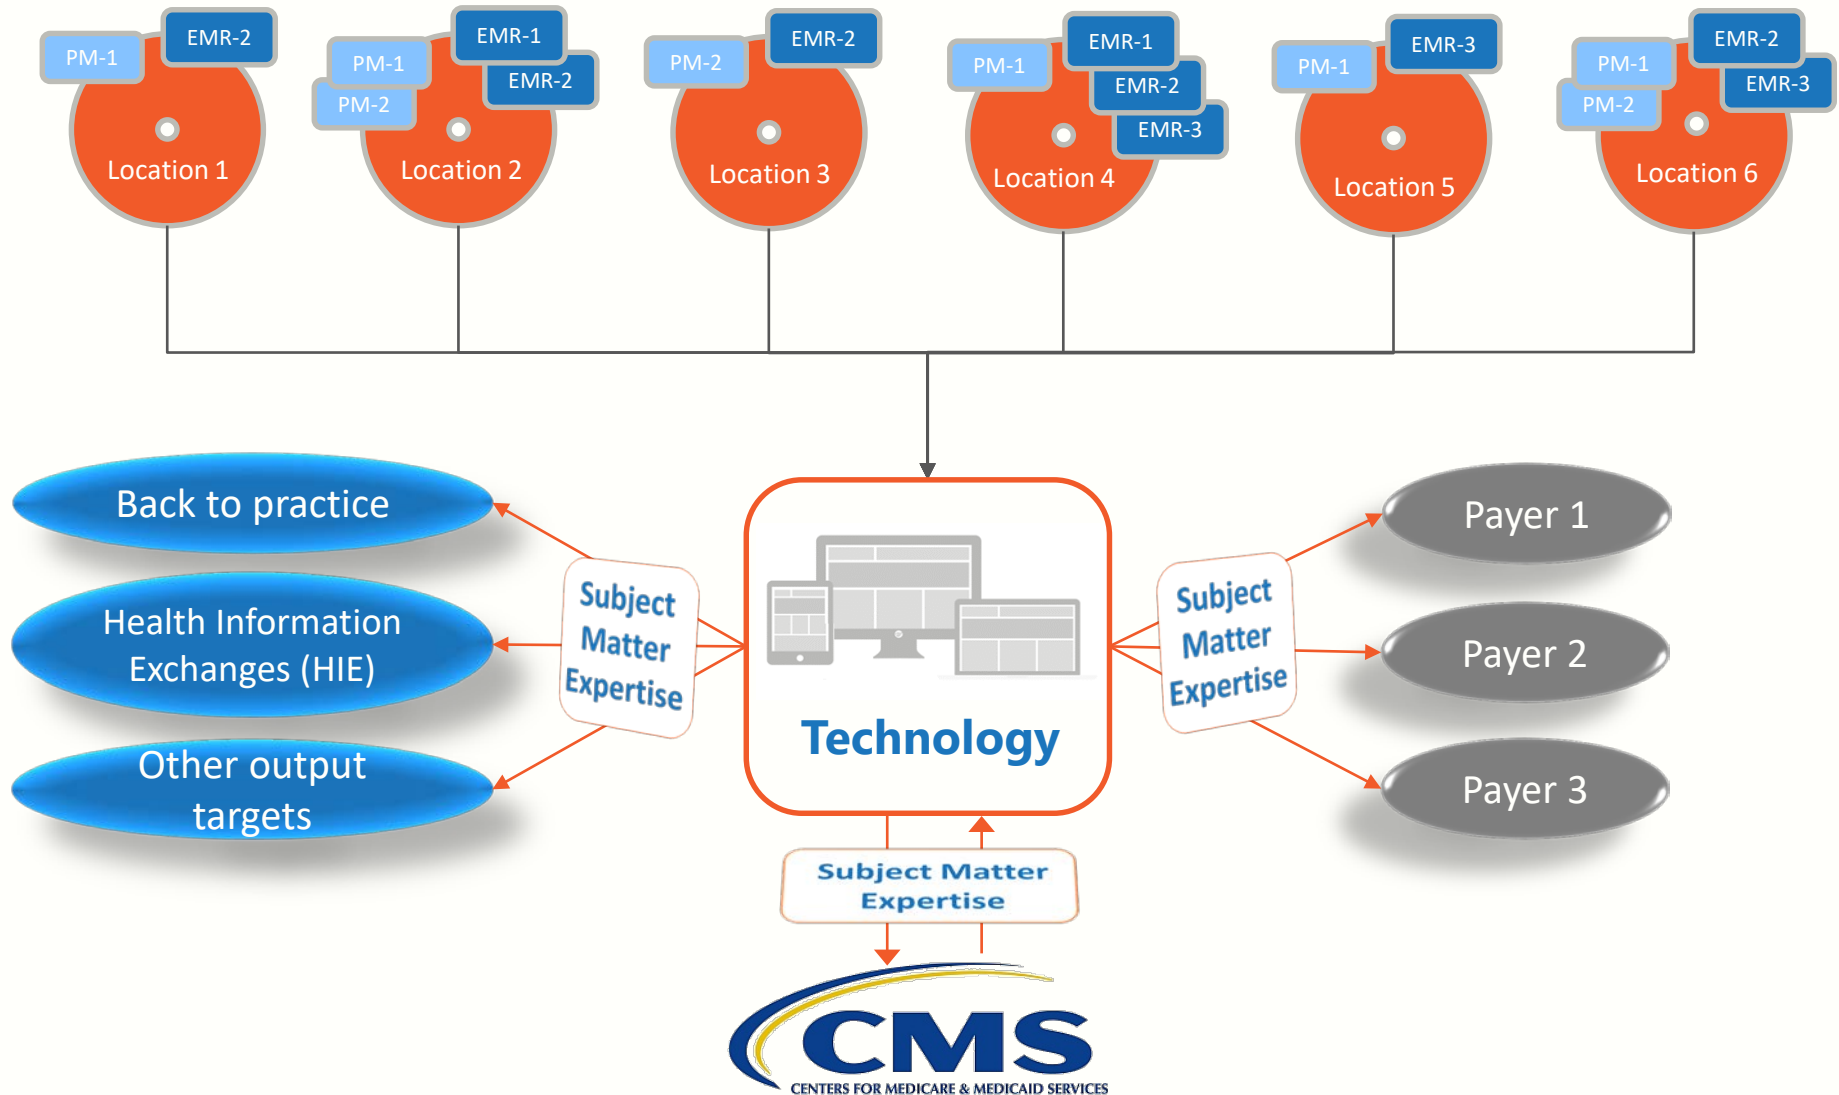 PM-1
EMR-2
Location 1
PM-1
PM-2
EMR-1
EMR-2
Location 2
PM-2
EMR-2
Location 3
PM-1
EMR-1
EMR-2
EMR-3
Location 4
PM-1
EMR-3
Location 5
PM-1
PM-2
EMR-2
EMR-3
Location 6
Back to practice
Health Information
Exchanges (HIE)
Other output
targets
Subject
Matter
Expertise
Technology
Subject
Matter
Expertise
Payer 1
Payer 2
Payer 3
Subject Matter
Expertise
CMS
CENTERS FOR MEDICARE & MEDICAID SERVICES